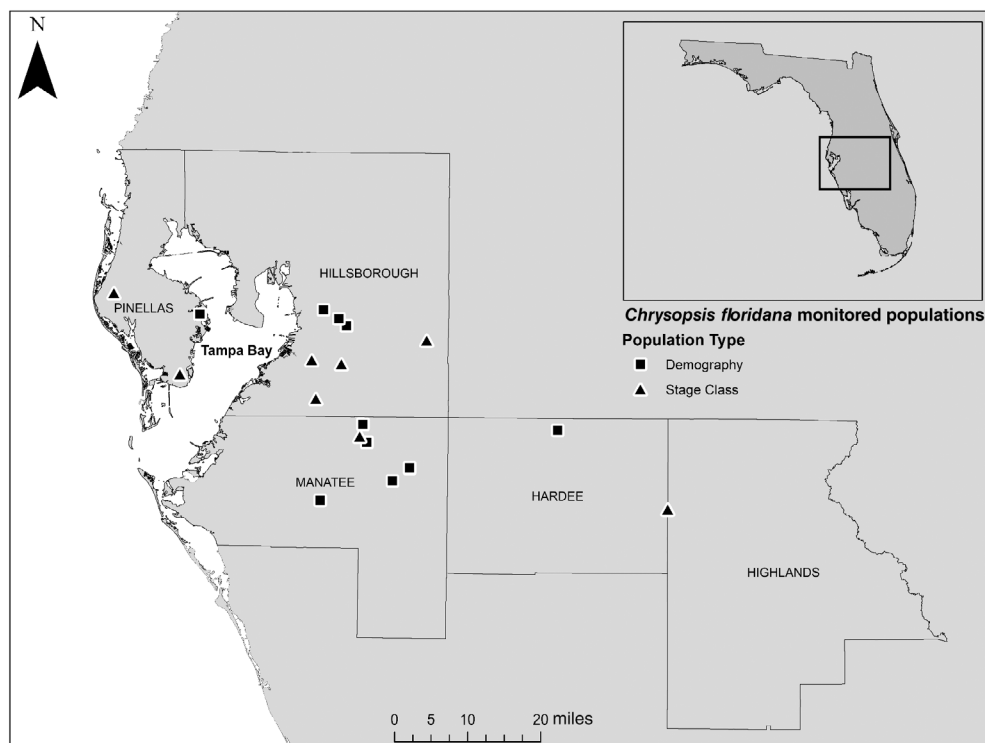 N
HILLSBOROUGH
PINELLAS
Tampa Bay
MANATEE
HARDEE
HIGHLANDS
Chrysopsis floridana monitored populations
Population Type
Demography
Stage Class
0 5 10 20 miles